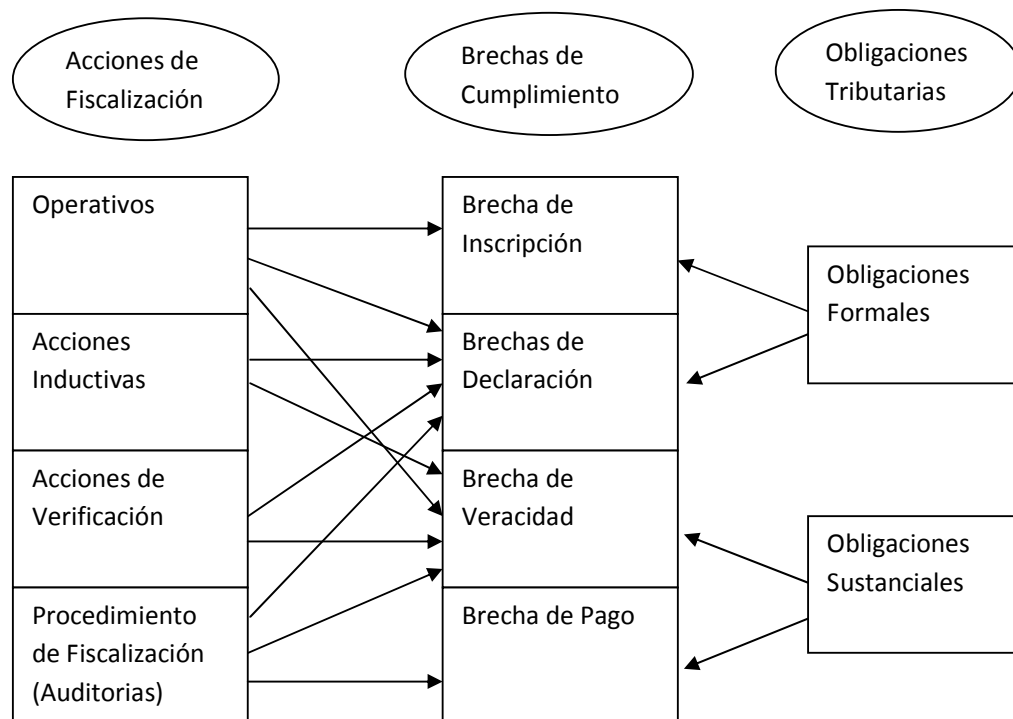 Acciones de
Fiscalización
Brechas de
Cumplimiento
Obligaciones
Tributarias
Operativos
Acciones
Inductivas
Acciones de
Verificación
Procedimiento
de Fiscalización
(Auditorias)
Brecha de
Inscripción
Brechas de
Declaración
Brecha de
Veracidad
Brecha de Pago
Obligaciones
Formales
Obligaciones
Sustanciales